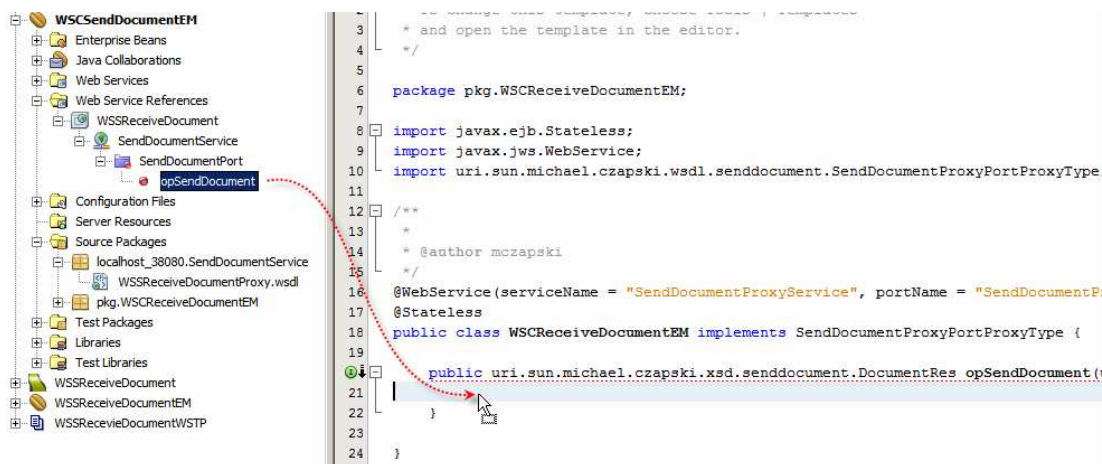 WSCSendDocumentEM
Enterprise Beans
Java Collaborations
Web Services
Web Service References
WSSReceiveDocument
SendDocumentService
SendDocumentPort
opSendDocument
Configuration Files
Server Resources
Source Packages
localhost_38080.SendDocumentService
WSSReceiveDocumentProxy.wsdl
pkg.WSCReceiveDocumentEM
Test Packages
Libraries
Test Libraries
WSSReceiveDocument
WSSReceiveDocumentEM
WSSRecevieDocumentWSTP
3 * and open the template in the editor.
4 */
5
6 package pkg.WSCReceiveDocumentEM;
7
8 import javax.ejb.Stateless;
9 import javax.jws.WebService;
10 import uri.sun.michael.czapski.wsdl.senddocument.SendDocumentProxyPortProxyType
11
12 /**
13 *
14 * @author mczapski
15 */
16 @WebService(serviceName = "SendDocumentProxyService", portName = "SendDocumentP
17 @Stateless
18 public class WSCReceiveDocumentEM implements SendDocumentProxyPortProxyType {
19
public uri.sun.michael.czapski.xsd.senddocument.DocumentRes opSendDocument(
21
22 }
23
24 }